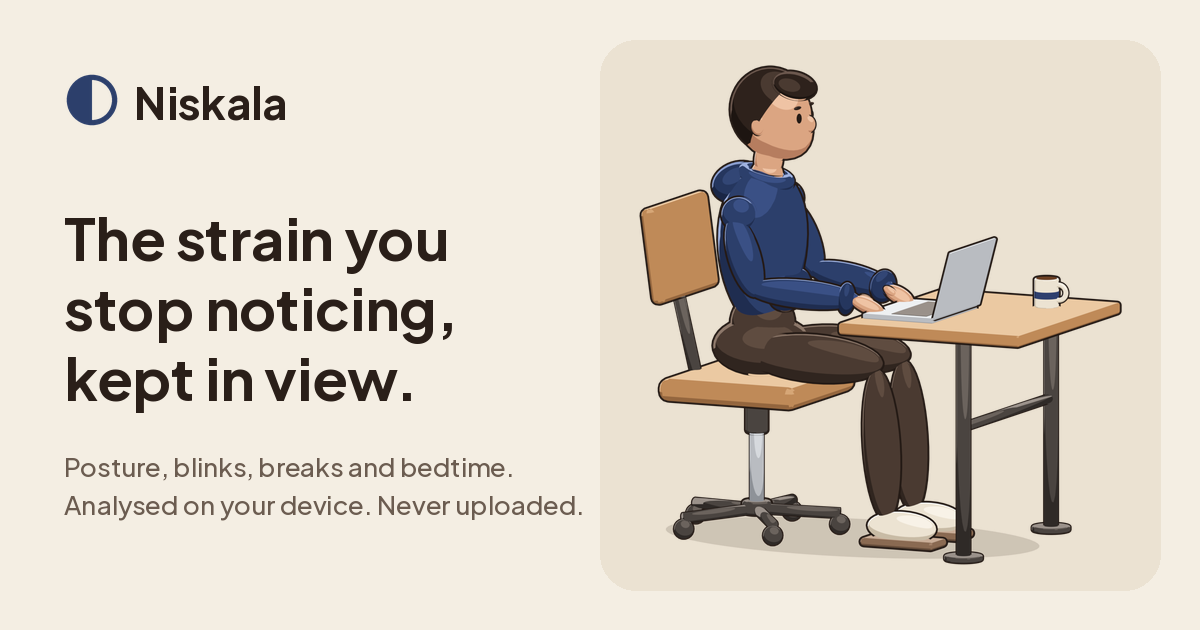 Niskala
The strain you
stop noticing,
kept in view.
Posture, blinks, breaks and bedtime.
Analysed on your device. Never uploaded.